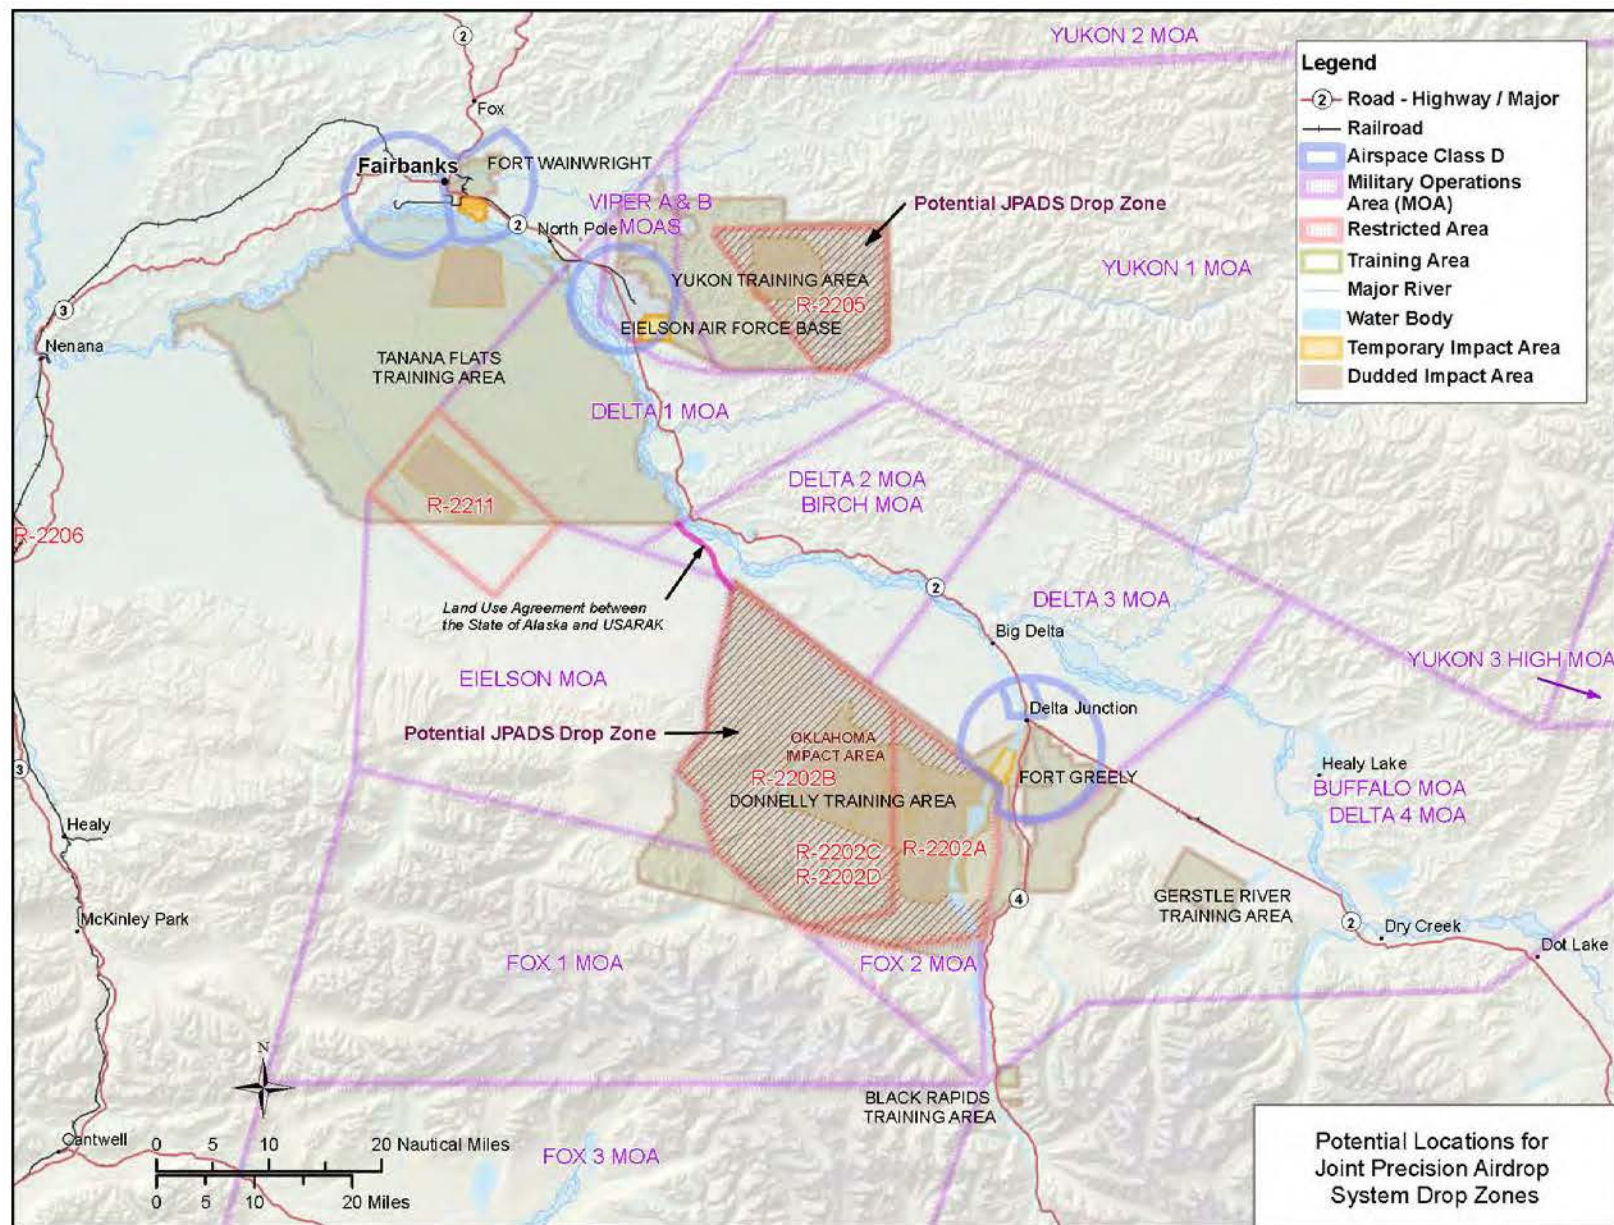 YUKON 2 MOA
Legend
2 Road - Highway / Major
Railroad
Airspace Class D
Military Operations
Area (MOA)
Restricted Area
Training Area
Major River
Water Body
Temporary Impact Area
Dudded Impact Area
2
Fox
Fairbanks
FORT WAINWRIGHT
VIPER A & B
MOAS
Potential JPADS Drop Zone
2
North Pole
YUKON 1 MOA
YUKON TRAINING AREA
R-2205
3
EIELSON AIR FORCE BASE
Nenana
TANANA FLATS
TRAINING AREA
DELTA 1 MOA
DELTA 2 MOA
BIRCH MOA
R-2211
R-2206
2
Land Use Agreement between
the State of Alaska and USARAK
DELTA 3 MOA
Big Delta
YUKON 3 HIGH MOA
EIELSON MOA
Delta Junction
Potential JPADS Drop Zone
OKLAHOMA
IMPACT AREA
3
R-2202B
FORT GREELY
Healy Lake
BUFFALO MOA
DELTA 4 MOA
DONNELLY TRAINING AREA
Healy
R-2202C
R-2202D
R-2202A
4
GERSTLE RIVER
TRAINING AREA
McKinley Park
2
Dry Creek
Dot Lake
FOX 1 MOA
FOX 2 MOA
N
BLACK RAPIDS
TRAINING AREA
Cantwell
0 5 10 20 Nautical Miles
0 5 10 20 Miles
FOX 3 MOA
Potential Locations for
Joint Precision Airdrop
System Drop Zones